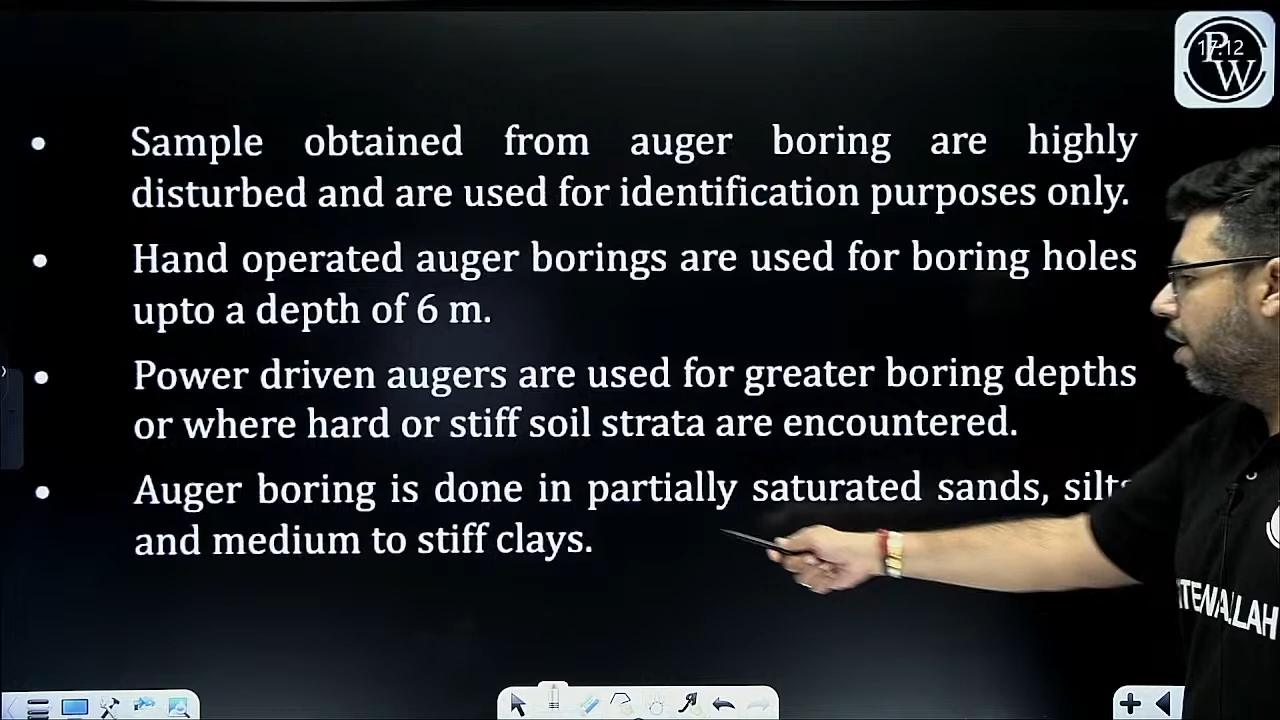 17:12
P
W
• Sample obtained from auger boring are highly
disturbed and are used for identification purposes only.
• Hand operated auger borings are used for boring holes
upto a depth of 6 m.
• Power driven augers are used for greater boring depths
or where hard or stiff soil strata are encountered.
• Auger boring is done in partially saturated sands, silts
and medium to stiff clays.